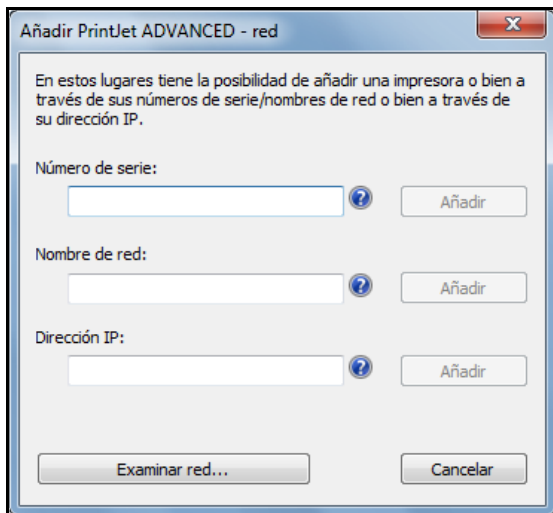 Añadir PrintJet ADVANCED - red
En estos lugares tiene la posibilidad de añadir una impresora o bien a
través de sus números de serie/nombres de red o bien a través de
su dirección IP.
Número de serie:
? Añadir
Nombre de red:
? Añadir
Dirección IP:
? Añadir
Examinar red... Cancelar